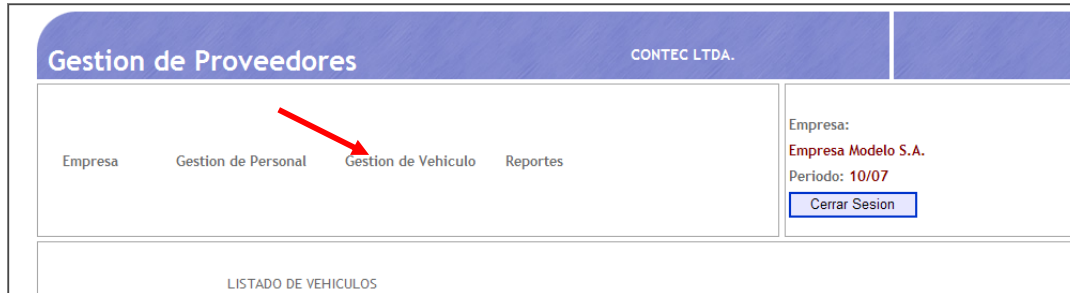 Gestion de Proveedores
CONTEC LTDA.
Empresa
Gestion de Personal
Gestion de Vehiculo
Reportes
Empresa:
Empresa Modelo S.A.
Periodo: 10/07
Cerrar Sesion
LISTADO DE VEHICULOS